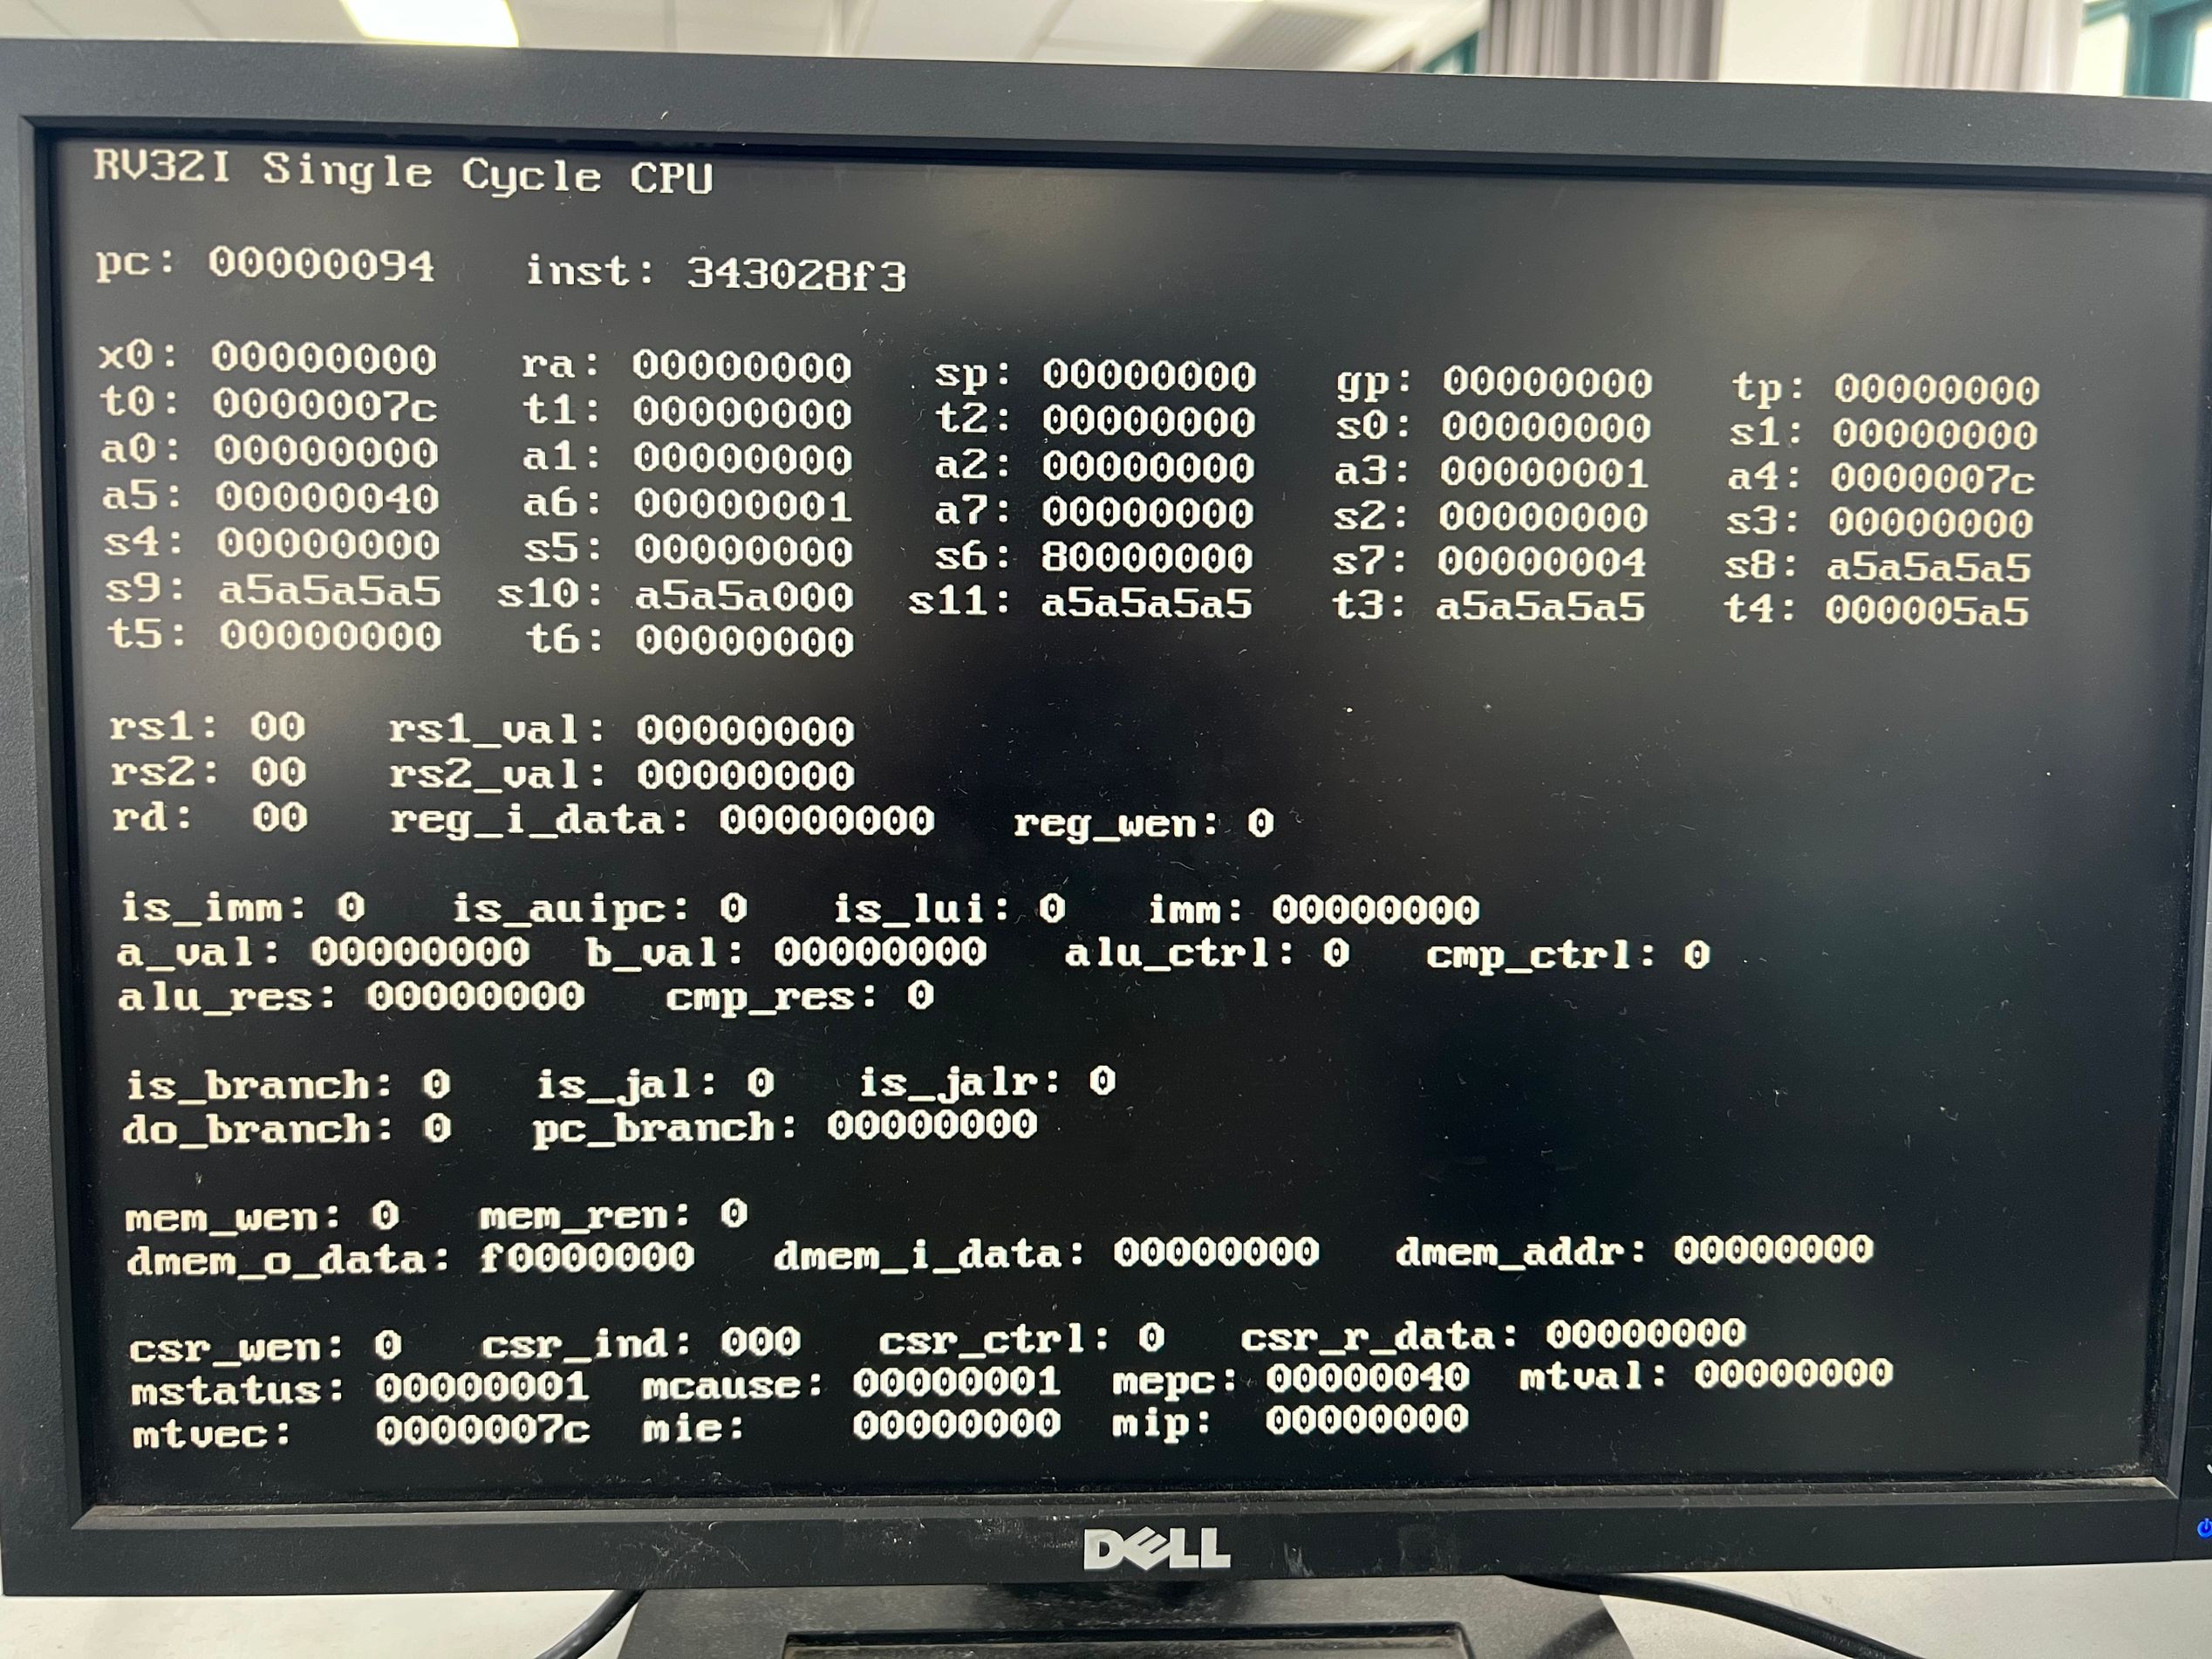 RV32I Single Cycle CPU
pc: 00000094 inst: 343028f3
x0: 00000000 ra: 00000000 sp: 00000000 gp: 00000000 tp: 00000000
t0: 0000007c t1: 00000000 t2: 00000000 s0: 00000000 s1: 00000000
a0: 00000000 a1: 00000000 a2: 00000000 a3: 00000001 a4: 0000007c
a5: 00000040 a6: 00000001 a7: 00000000 s2: 00000000 s3: 00000000
s4: 00000000 s5: 00000000 s6: 80000000 s7: 00000004 s8: a5a5a5a5
s9: a5a5a5a5 s10: a5a5a000 s11: a5a5a5a5 t3: a5a5a5a5 t4: 000005a5
t5: 00000000 t6: 00000000
rs1: 00 rs1_val: 00000000
rs2: 00 rs2_val: 00000000
rd: 00 reg_i_data: 00000000 reg_wen: 0
is_imm: 0 is_auipc: 0 is_lui: 0 imm: 00000000
a_val: 00000000 b_val: 00000000 alu_ctrl: 0 cmp_ctrl: 0
alu_res: 00000000 cmp_res: 0
is_branch: 0 is_jal: 0 is_jalr: 0
do_branch: 0 pc_branch: 00000000
mem_wen: 0 mem_ren: 0
dmem_o_data: f0000000 dmem_i_data: 00000000 dmem_addr: 00000000
csr_wen: 0 csr_ind: 000 csr_ctrl: 0 csr_r_data: 00000000
mstatus: 00000001 mcause: 00000001 mepc: 00000040 mtval: 00000000
mtvec: 0000007c mie: 00000000 mip: 00000000
DELL